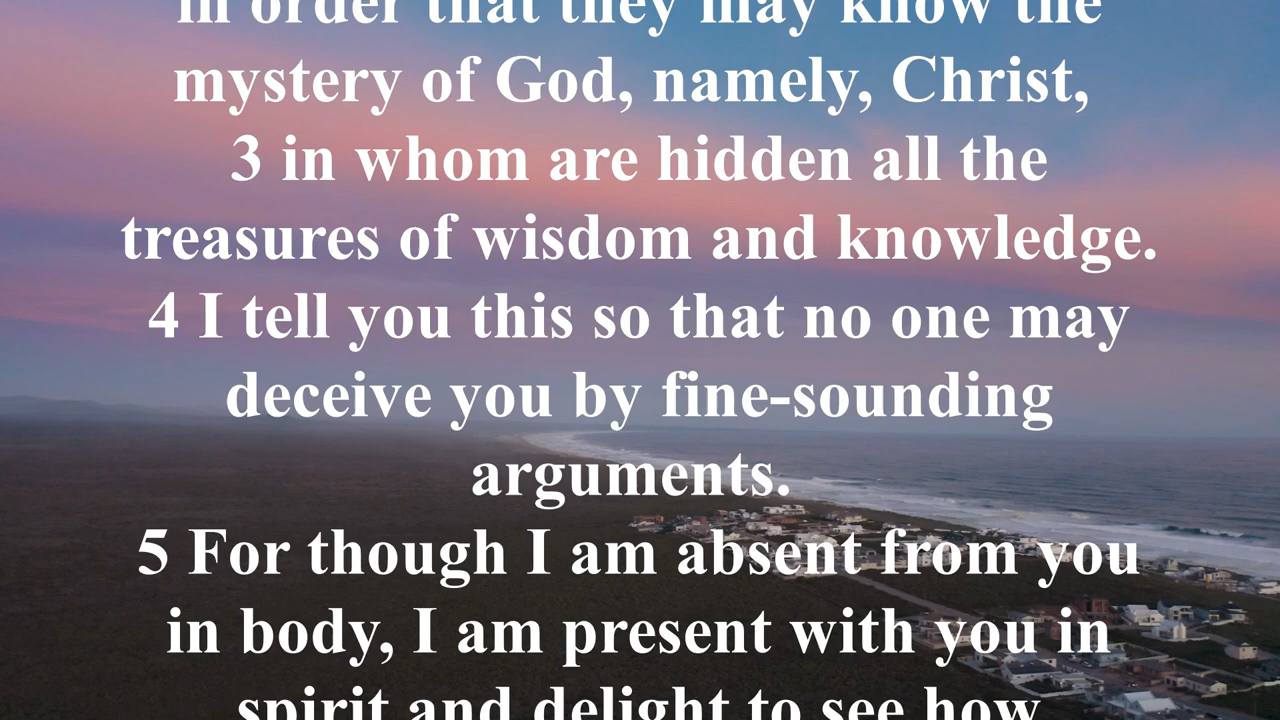 in order that they may know the
mystery of God, namely, Christ,
3 in whom are hidden all the
treasures of wisdom and knowledge.
4 I tell you this so that no one may
deceive you by fine-sounding
arguments.
5 For though I am absent from you
in body, I am present with you in
spirit and delight to see how